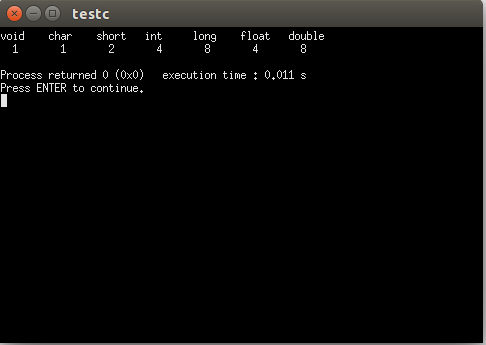 testc
void char short int long float double
1 1 2 4 8 4 8
Process returned 0 (0x0) execution time : 0.011 s
Press ENTER to continue.